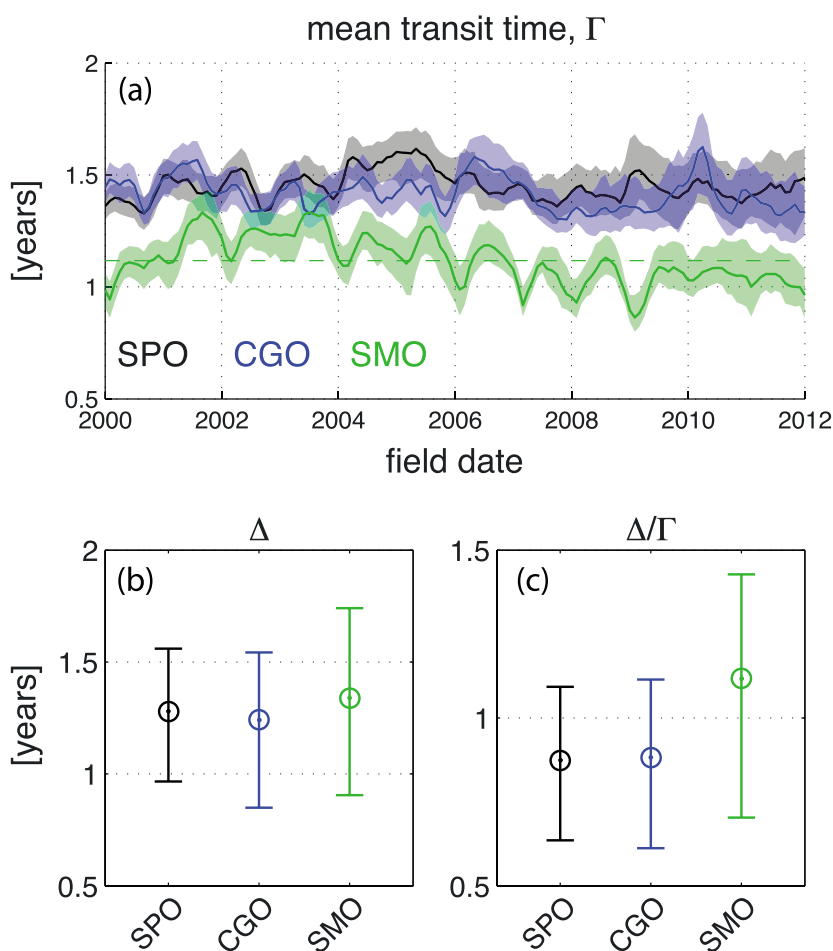 mean transit time, Γ
(a)
2
1.5
1
0.5
[years]
SPO CGO SMO
2000 2002 2004 2006 2008 2010 2012
field date
Δ
(b)
2
1.5
1
0.5
[years]
SPO CGO SMO
Δ/Γ
(c)
1.5
1
0.5
SPO CGO SMO